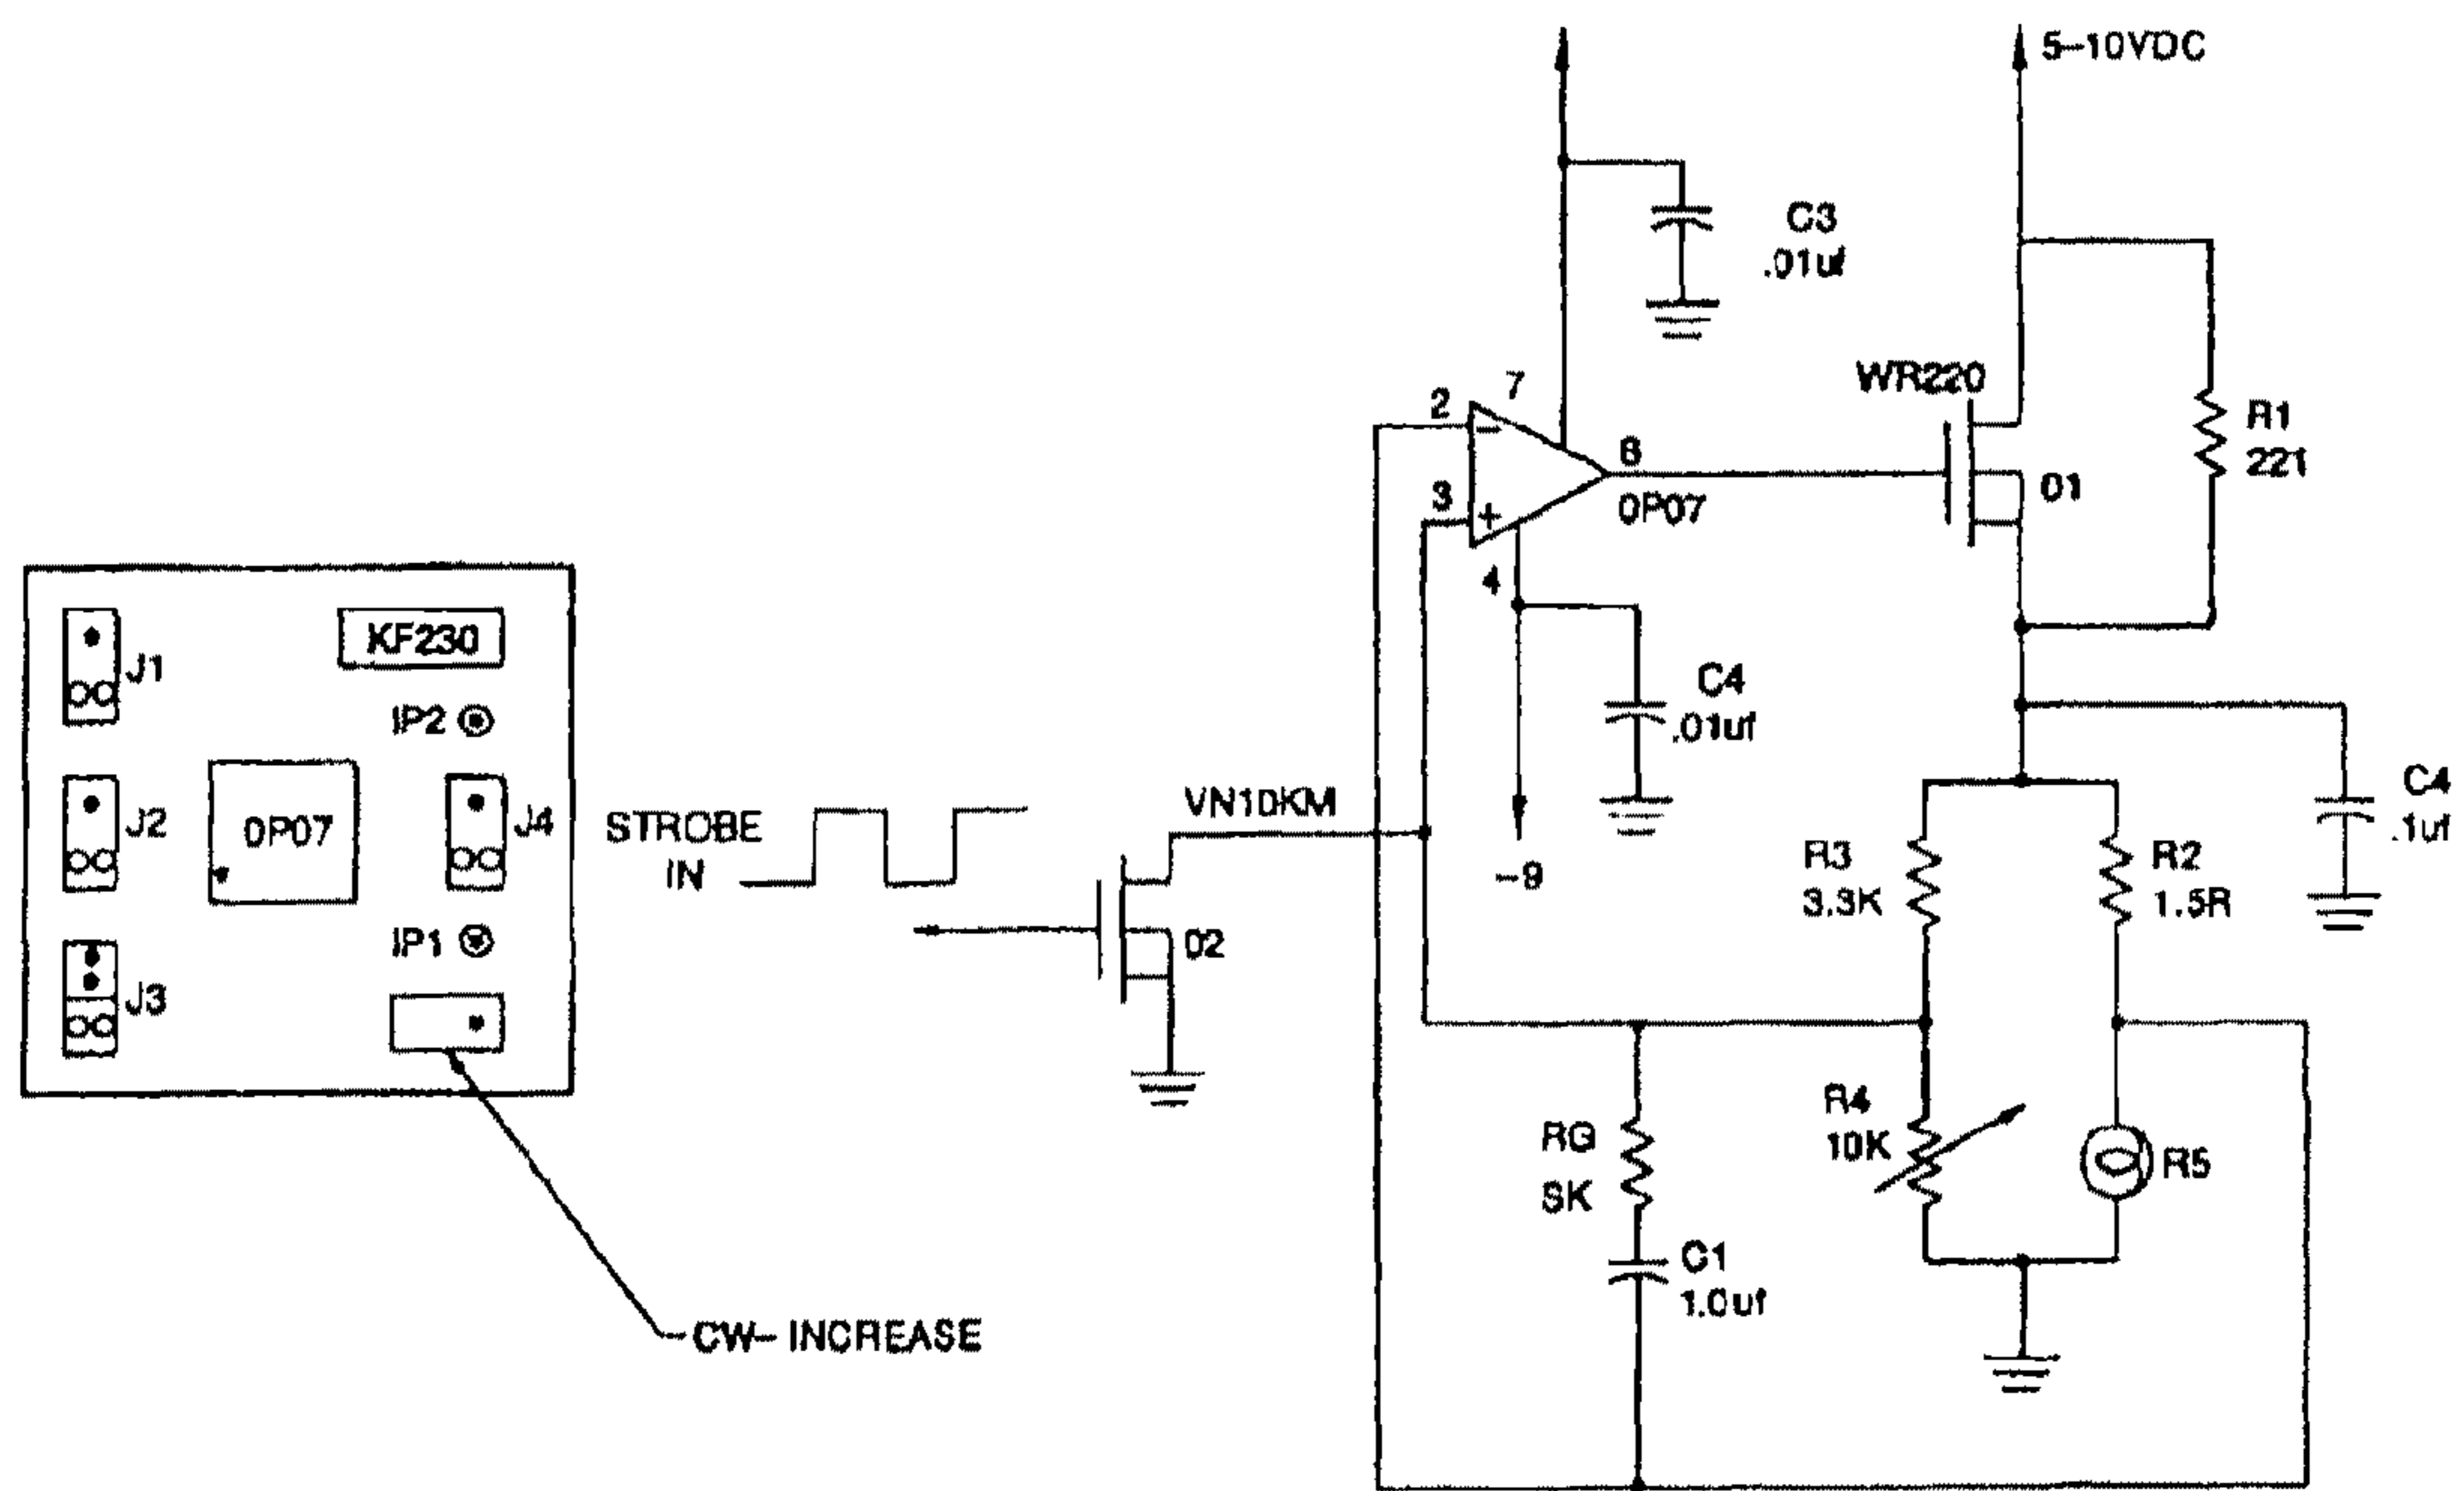 5-10VDC
C3
.01uf
7
WR220
2
R1
221
6
3
0P07
01
4
KF230
J1
C4
.01uf
IP2
J2
0P07
J4
STROBE
IN
VN10KM
C4
.1uf
R3
3.3K
R2
1.5R
-9
IP1
02
J3
R4
10K
RG
SK
R5
C1
1.0uf
CW- INCREASE